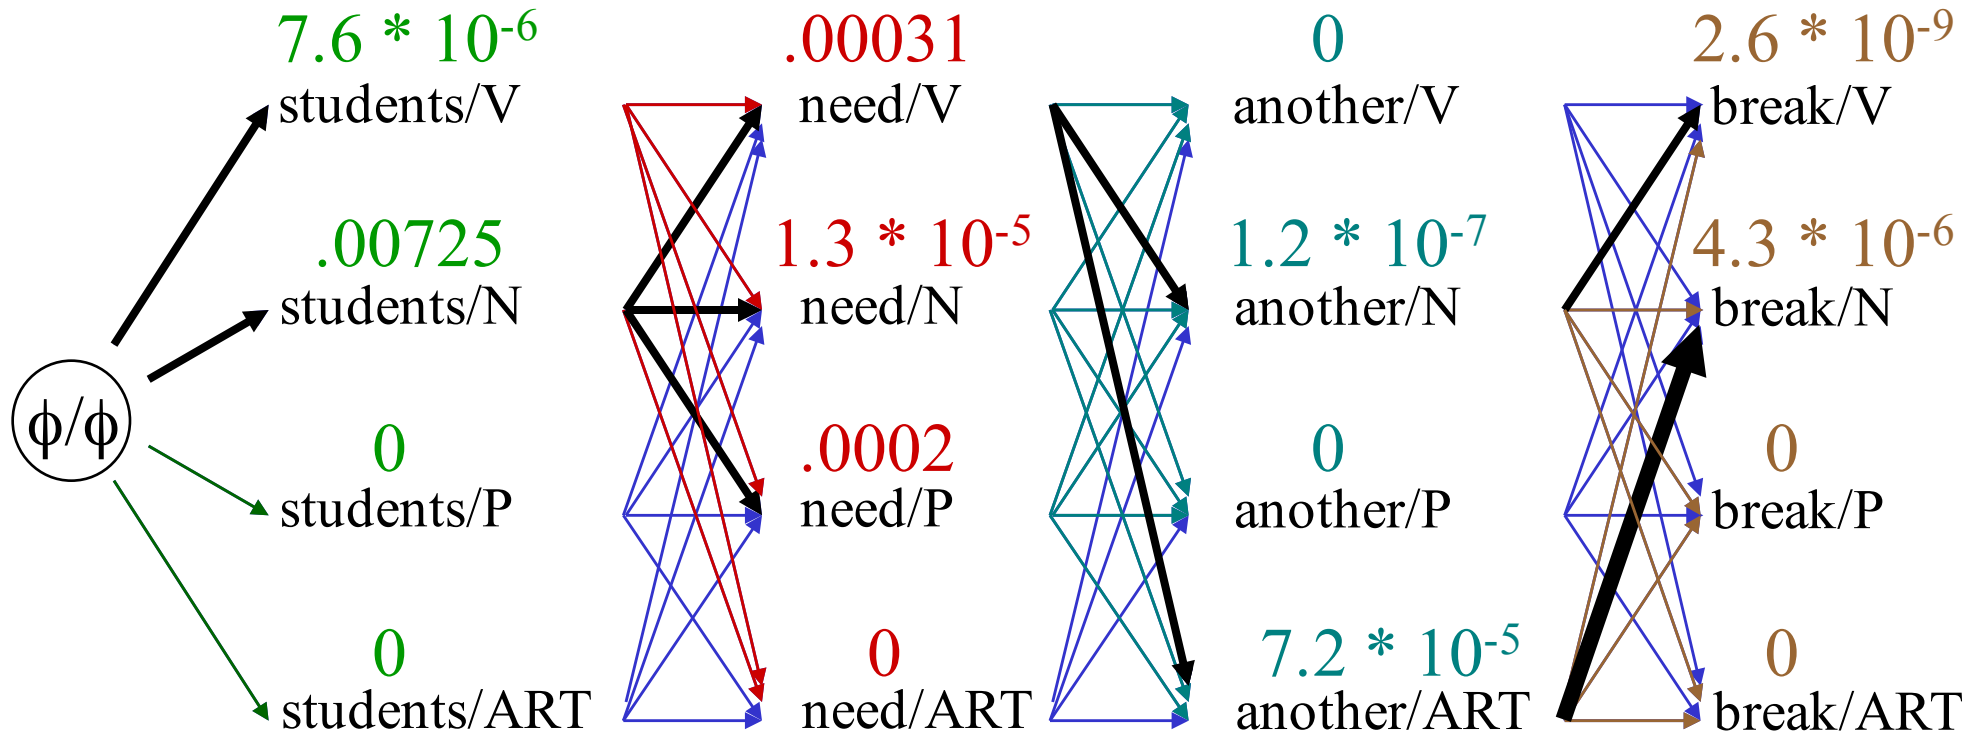 7.6 * 10-6 .00031 0 2.6 * 10-9
students/V need/V another/V break/V
.00725 1.3 * 10-5 1.2 * 10-7 4.3 * 10-6
students/N need/N another/N break/N
ϕ/ϕ
0 .0002 0 0
students/P need/P another/P break/P
0 0 7.2 * 10-5 0
students/ART need/ART another/ART break/ART